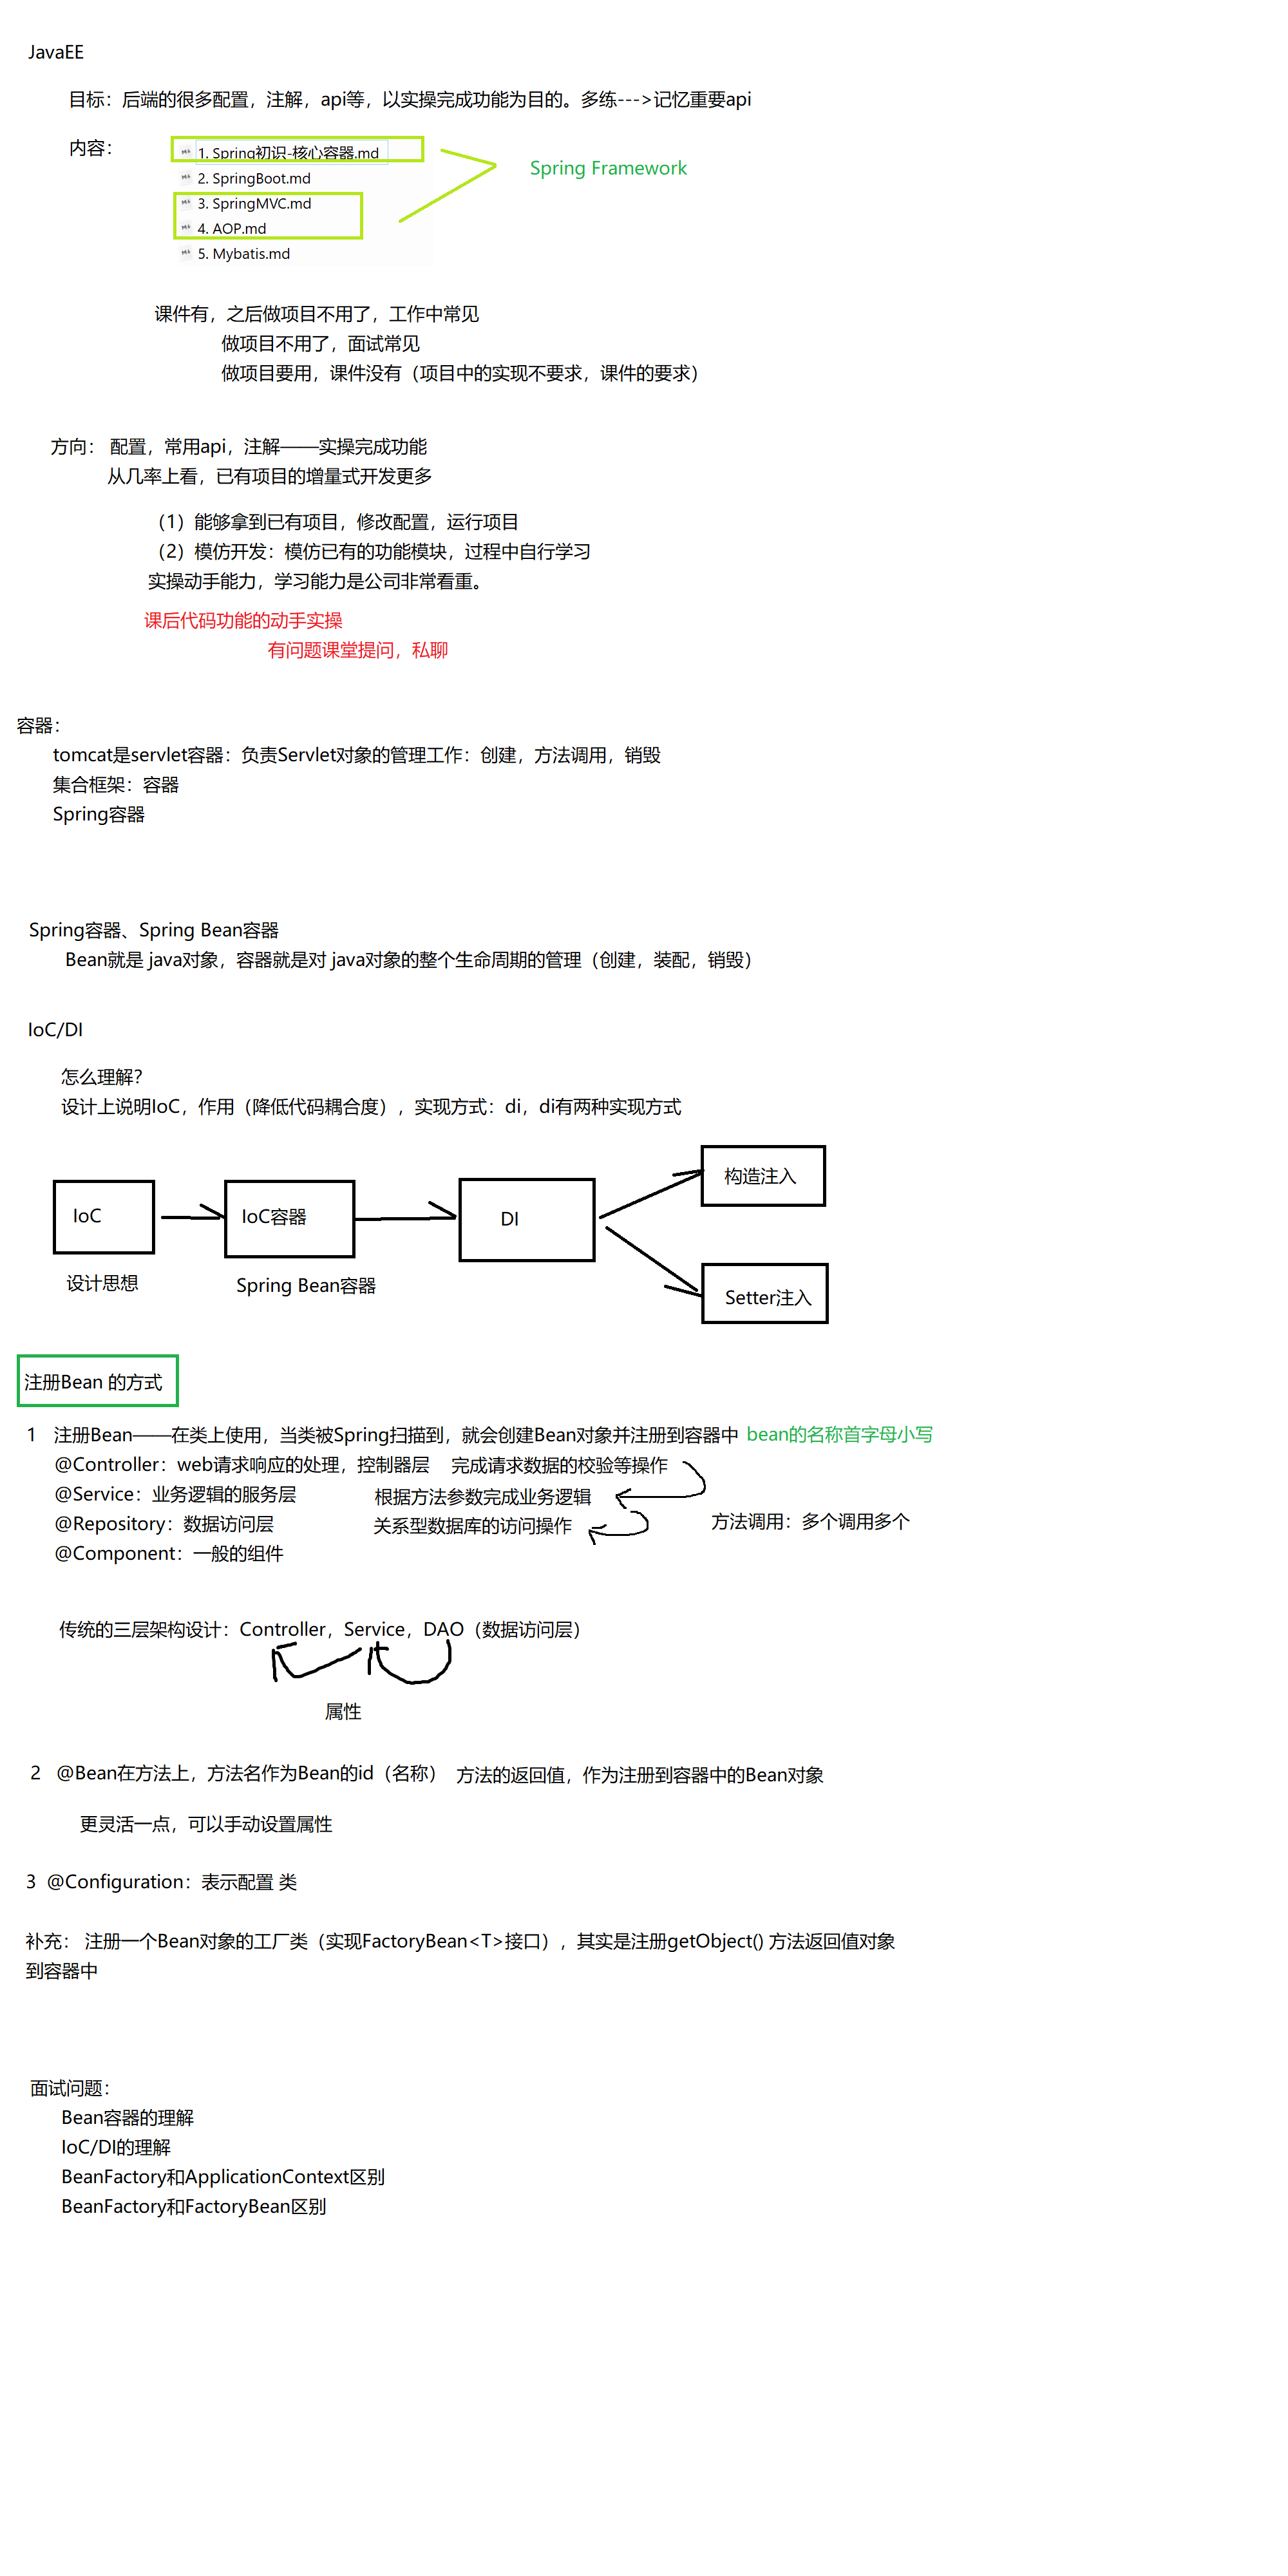 JavaEE
目标：后端的很多配置，注解，api等，以实操完成功能为目的。多练--->记忆重要api
内容：
1. Spring初识-核心容器.md
2. SpringBoot.md
3. SpringMVC.md
4. AOP.md
5. Mybatis.md
Spring Framework
课件有，之后做项目不用了，工作中常见
做项目不用了，面试常见
做项目要用，课件没有（项目中的实现不要求，课件的要求）
方向： 配置，常用api，注解——实操完成功能
从几率上看，已有项目的增量式开发更多
（1）能够拿到已有项目，修改配置，运行项目
（2）模仿开发：模仿已有的功能模块，过程中自行学习
实操动手能力，学习能力是公司非常看重。
课后代码功能的动手实操
有问题课堂提问，私聊
容器：
tomcat是servlet容器：负责Servlet对象的管理工作：创建，方法调用，销毁
集合框架：容器
Spring容器
Spring容器、Spring Bean容器
Bean就是 java对象，容器就是对 java对象的整个生命周期的管理（创建，装配，销毁）
IoC/DI
怎么理解？
设计上说明IoC，作用（降低代码耦合度），实现方式：di，di有两种实现方式
IoC
设计思想
IoC容器
Spring Bean容器
DI
构造注入
Setter注入
注册Bean 的方式
1 注册Bean——在类上使用，当类被Spring扫描到，就会创建Bean对象并注册到容器中 bean的名称首字母小写
@Controller：web请求响应的处理，控制器层 完成请求数据的校验等操作
@Service：业务逻辑的服务层 根据方法参数完成业务逻辑
@Repository：数据访问层 关系型数据库的访问操作 方法调用：多个调用多个
@Component：一般的组件
传统的三层架构设计：Controller，Service，DAO（数据访问层）
属性
2 @Bean在方法上，方法名作为Bean的id（名称） 方法的返回值，作为注册到容器中的Bean对象
更灵活一点，可以手动设置属性
3 @Configuration：表示配置 类
补充： 注册一个Bean对象的工厂类（实现FactoryBean<T>接口），其实是注册getObject() 方法返回值对象
到容器中
面试问题：
Bean容器的理解
IoC/DI的理解
BeanFactory和ApplicationContext区别
BeanFactory和FactoryBean区别